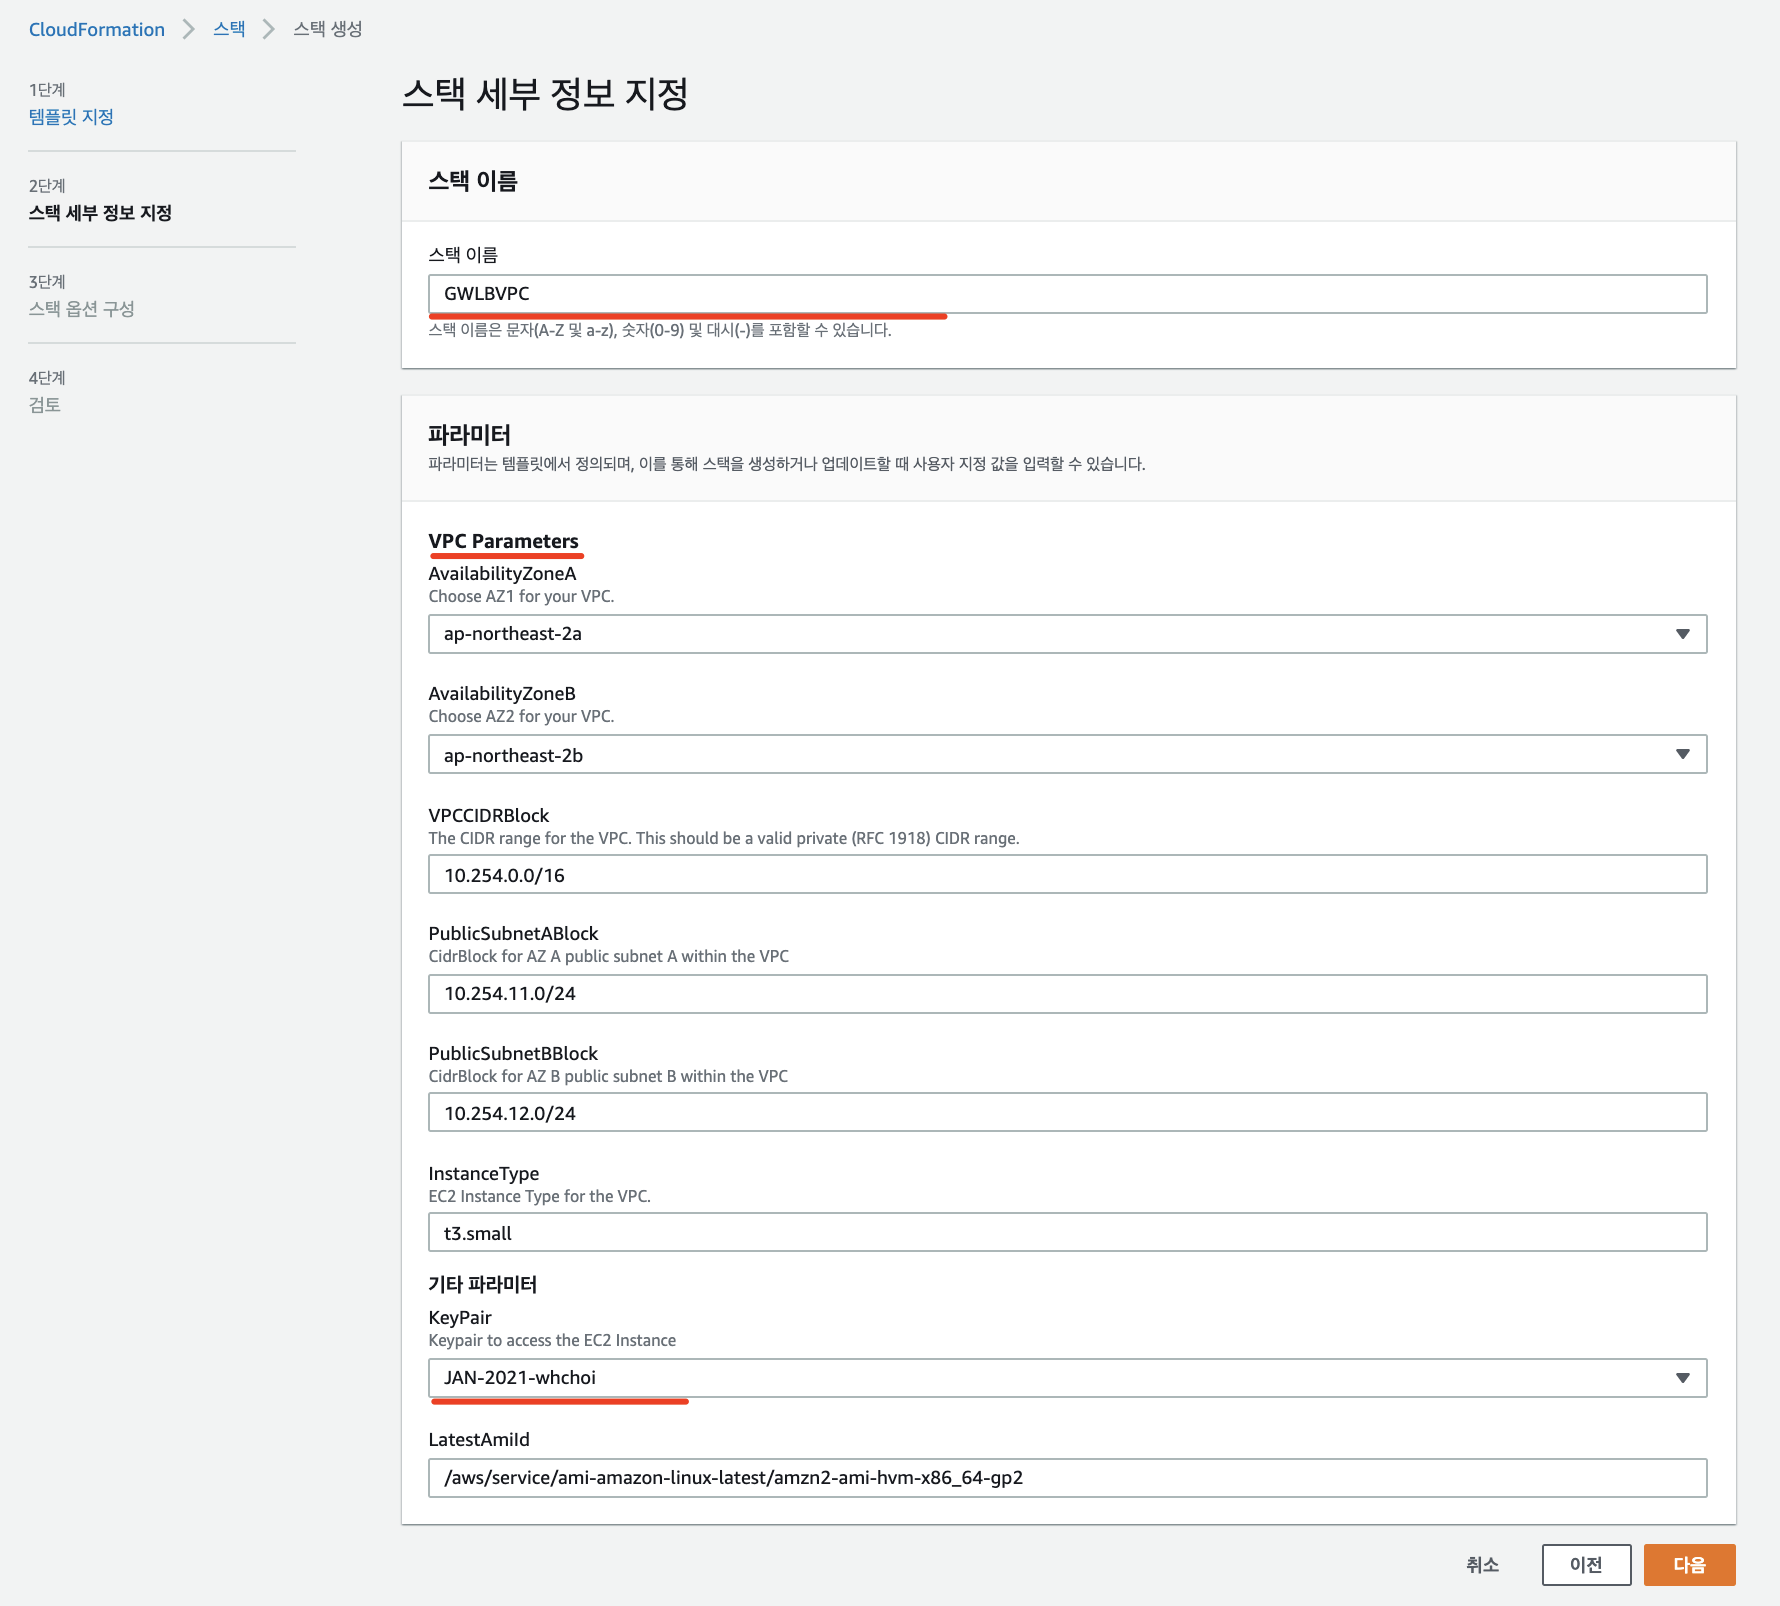 CloudFormation > 스택 > 스택 생성
1단계
템플릿 지정
2단계
스택 세부 정보 지정
3단계
스택 옵션 구성
4단계
검토
스택 세부 정보 지정
스택 이름
스택 이름
GWLBVPC
스택 이름은 문자(A-Z 및 a-z), 숫자(0-9) 및 대시(-)를 포함할 수 있습니다.
파라미터
파라미터는 템플릿에서 정의되며, 이를 통해 스택을 생성하거나 업데이트할 때 사용자 지정 값을 입력할 수 있습니다.
VPC Parameters
AvailabilityZoneA
Choose AZ1 for your VPC.
ap-northeast-2a
AvailabilityZoneB
Choose AZ2 for your VPC.
ap-northeast-2b
VPCCIDRBlock
The CIDR range for the VPC. This should be a valid private (RFC 1918) CIDR range.
10.254.0.0/16
PublicSubnetABlock
CidrBlock for AZ A public subnet A within the VPC
10.254.11.0/24
PublicSubnetBBlock
CidrBlock for AZ B public subnet B within the VPC
10.254.12.0/24
InstanceType
EC2 Instance Type for the VPC.
t3.small
기타 파라미터
KeyPair
Keypair to access the EC2 Instance
JAN-2021-whchoi
LatestAmiId
/aws/service/ami-amazon-linux-latest/amzn2-ami-hvm-x86_64-gp2
취소 이전 다음